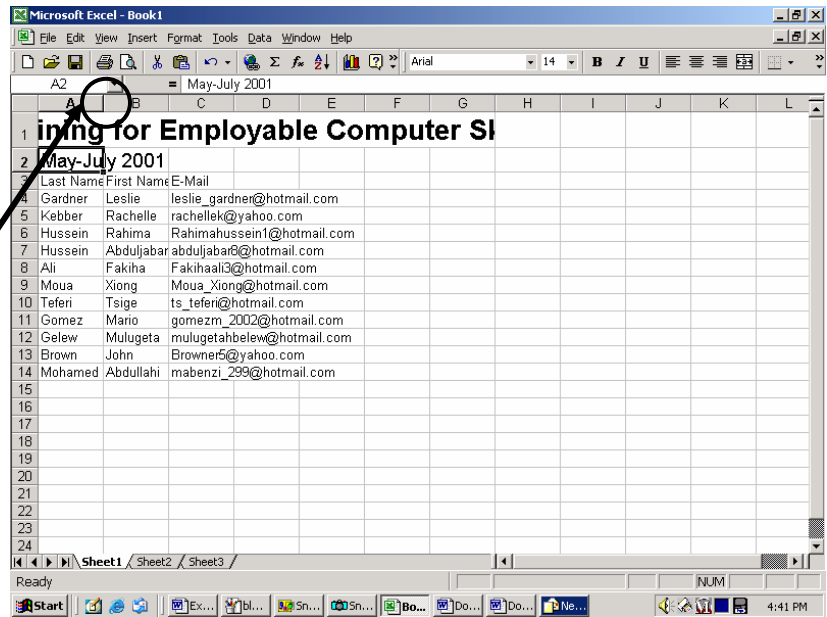 Microsoft Excel - Book1
File Edit View Insert Format Tools Data Window Help
Arial 14 B I U
A2 = May-July 2001
A B C D E F G H I J K L
1 ining for Employable Computer Sk
2 May-July 2001
3 Last Name First Name E-Mail
4 Gardner Leslie leslie_gardner@hotmail.com
5 Kebber Rachelle rachellek@yahoo.com
6 Hussein Rahima Rahimahussein1@hotmail.com
7 Hussein Abduljabar abduljabar8@hotmail.com
8 Ali Fakiha Fakihaali3@hotmail.com
9 Moua Xiong Moua_Xiong@hotmail.com
10 Teferi Tsige ts_teferi@hotmail.com
11 Gomez Mario gomezm_2002@hotmail.com
12 Gelew Mulugeta mulugetahbelew@hotmail.com
13 Brown John Browner5@yahoo.com
14 Mohamed Abdullahi mabenzi_299@hotmail.com
15
16
17
18
19
20
21
22
23
24
Sheet1 Sheet2 Sheet3
Ready NUM
Start Ex... bl... Sn... Sn... Bo... Do... Do... Ne... 4:41 PM